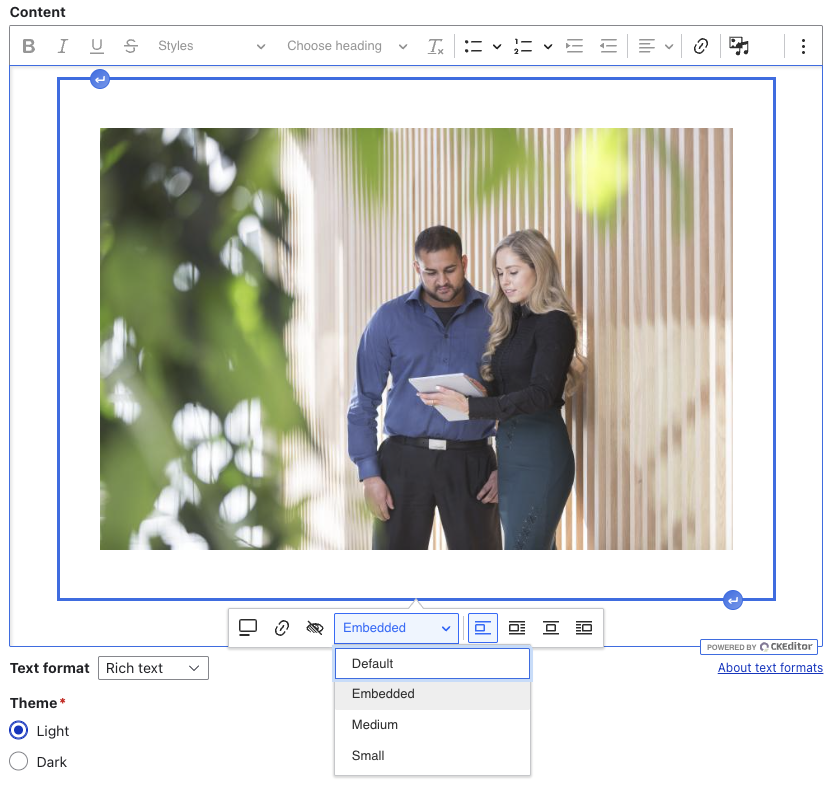 Content
Styles
Choose heading
Embedded
POWERED BY CKEditor
Text format
Rich text
About text formats
Default
Embedded
Medium
Small
Theme*
Light
Dark